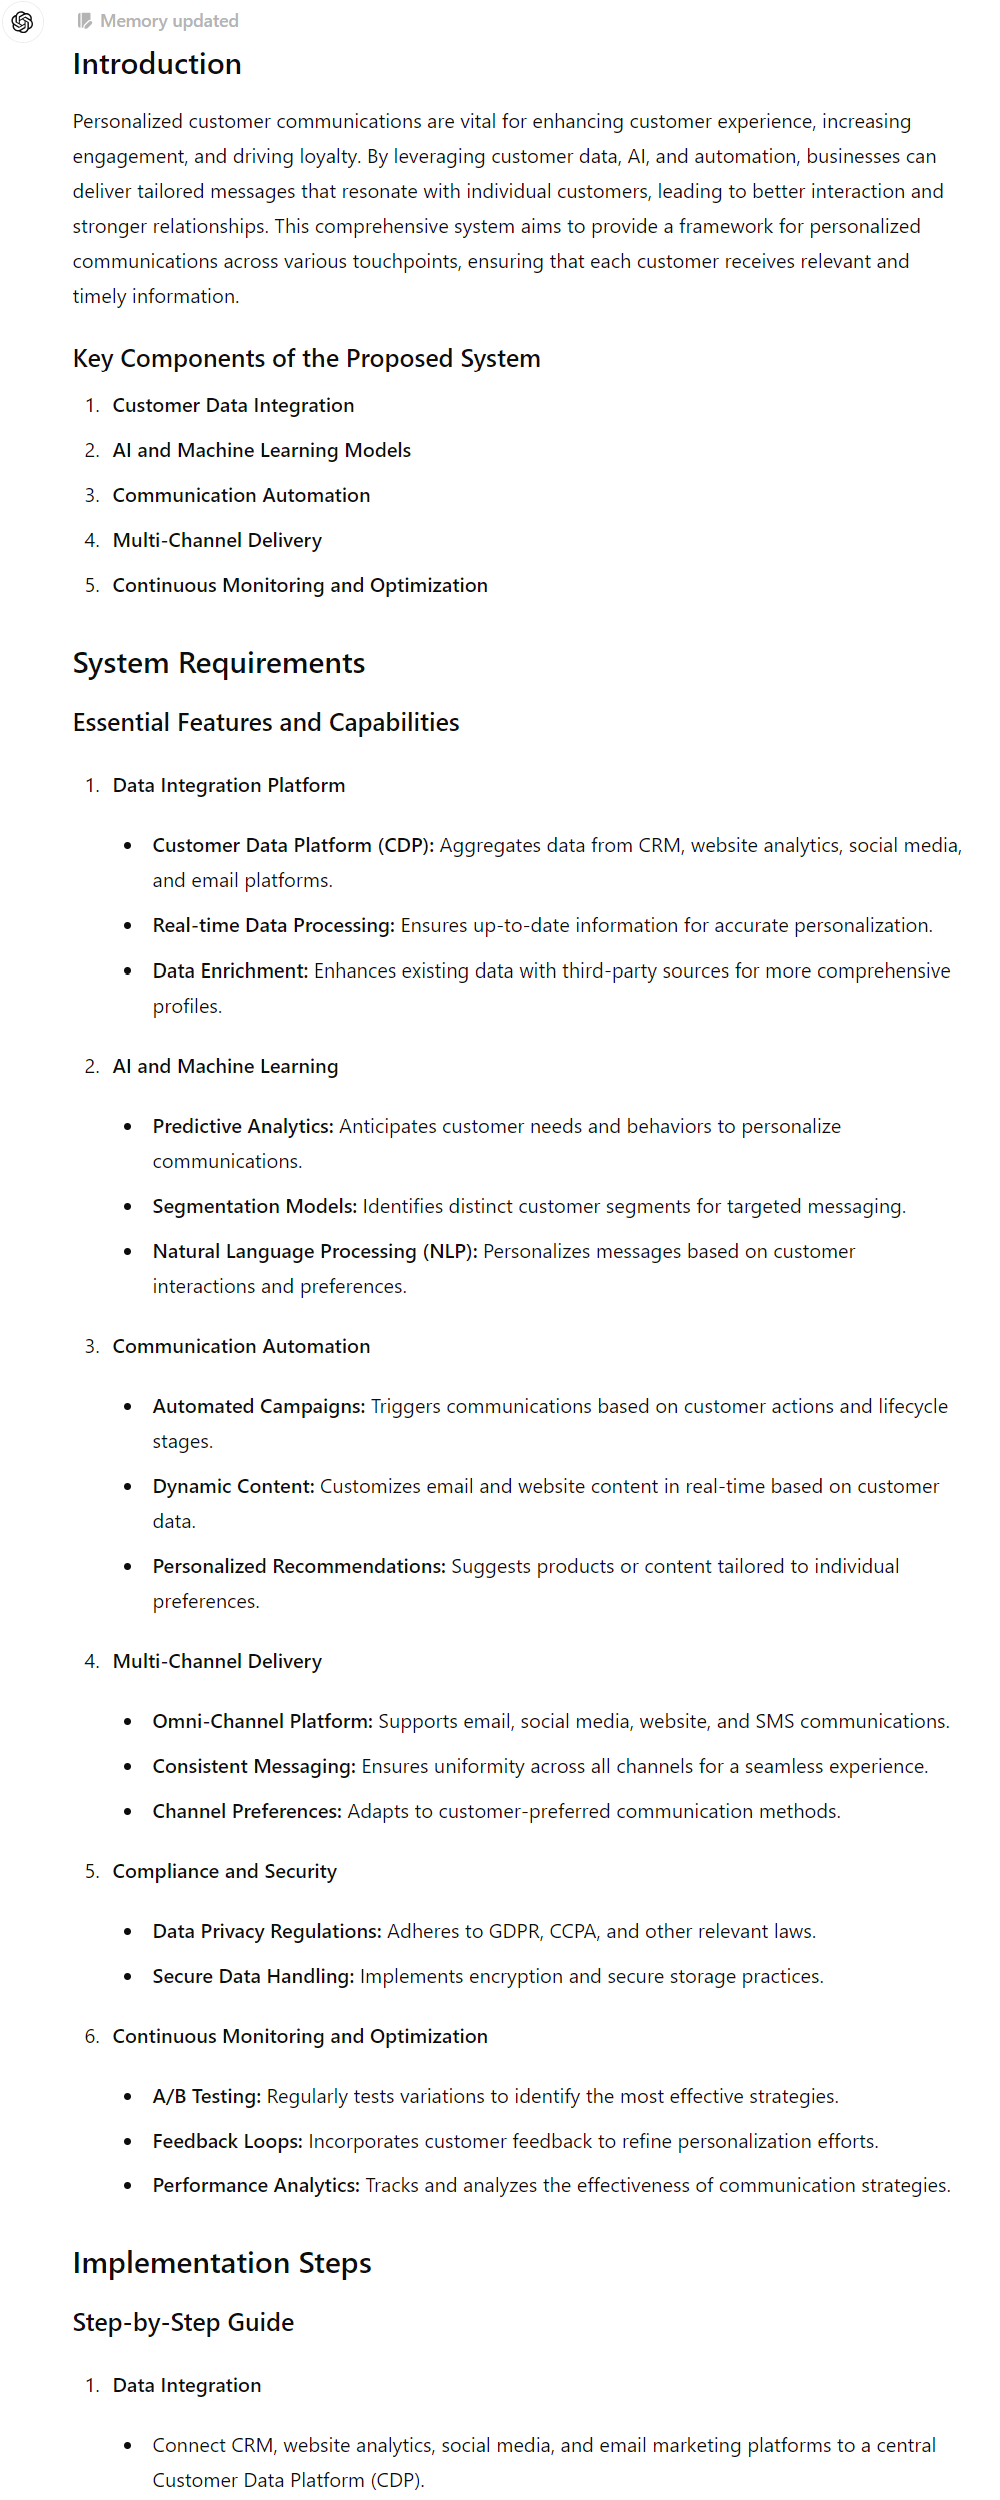 Memory updated
Introduction
Personalized customer communications are vital for enhancing customer experience, increasing
engagement, and driving loyalty. By leveraging customer data, AI, and automation, businesses can
deliver tailored messages that resonate with individual customers, leading to better interaction and
stronger relationships. This comprehensive system aims to provide a framework for personalized
communications across various touchpoints, ensuring that each customer receives relevant and
timely information.
Key Components of the Proposed System
1. Customer Data Integration
2. AI and Machine Learning Models
3. Communication Automation
4. Multi-Channel Delivery
5. Continuous Monitoring and Optimization
System Requirements
Essential Features and Capabilities
1. Data Integration Platform
• Customer Data Platform (CDP): Aggregates data from CRM, website analytics, social media,
and email platforms.
• Real-time Data Processing: Ensures up-to-date information for accurate personalization.
• Data Enrichment: Enhances existing data with third-party sources for more comprehensive
profiles.
2. AI and Machine Learning
• Predictive Analytics: Anticipates customer needs and behaviors to personalize
communications.
• Segmentation Models: Identifies distinct customer segments for targeted messaging.
• Natural Language Processing (NLP): Personalizes messages based on customer
interactions and preferences.
3. Communication Automation
• Automated Campaigns: Triggers communications based on customer actions and lifecycle
stages.
• Dynamic Content: Customizes email and website content in real-time based on customer
data.
• Personalized Recommendations: Suggests products or content tailored to individual
preferences.
4. Multi-Channel Delivery
• Omni-Channel Platform: Supports email, social media, website, and SMS communications.
• Consistent Messaging: Ensures uniformity across all channels for a seamless experience.
• Channel Preferences: Adapts to customer-preferred communication methods.
5. Compliance and Security
• Data Privacy Regulations: Adheres to GDPR, CCPA, and other relevant laws.
• Secure Data Handling: Implements encryption and secure storage practices.
6. Continuous Monitoring and Optimization
• A/B Testing: Regularly tests variations to identify the most effective strategies.
• Feedback Loops: Incorporates customer feedback to refine personalization efforts.
• Performance Analytics: Tracks and analyzes the effectiveness of communication strategies.
Implementation Steps
Step-by-Step Guide
1. Data Integration
• Connect CRM, website analytics, social media, and email marketing platforms to a central
Customer Data Platform (CDP).